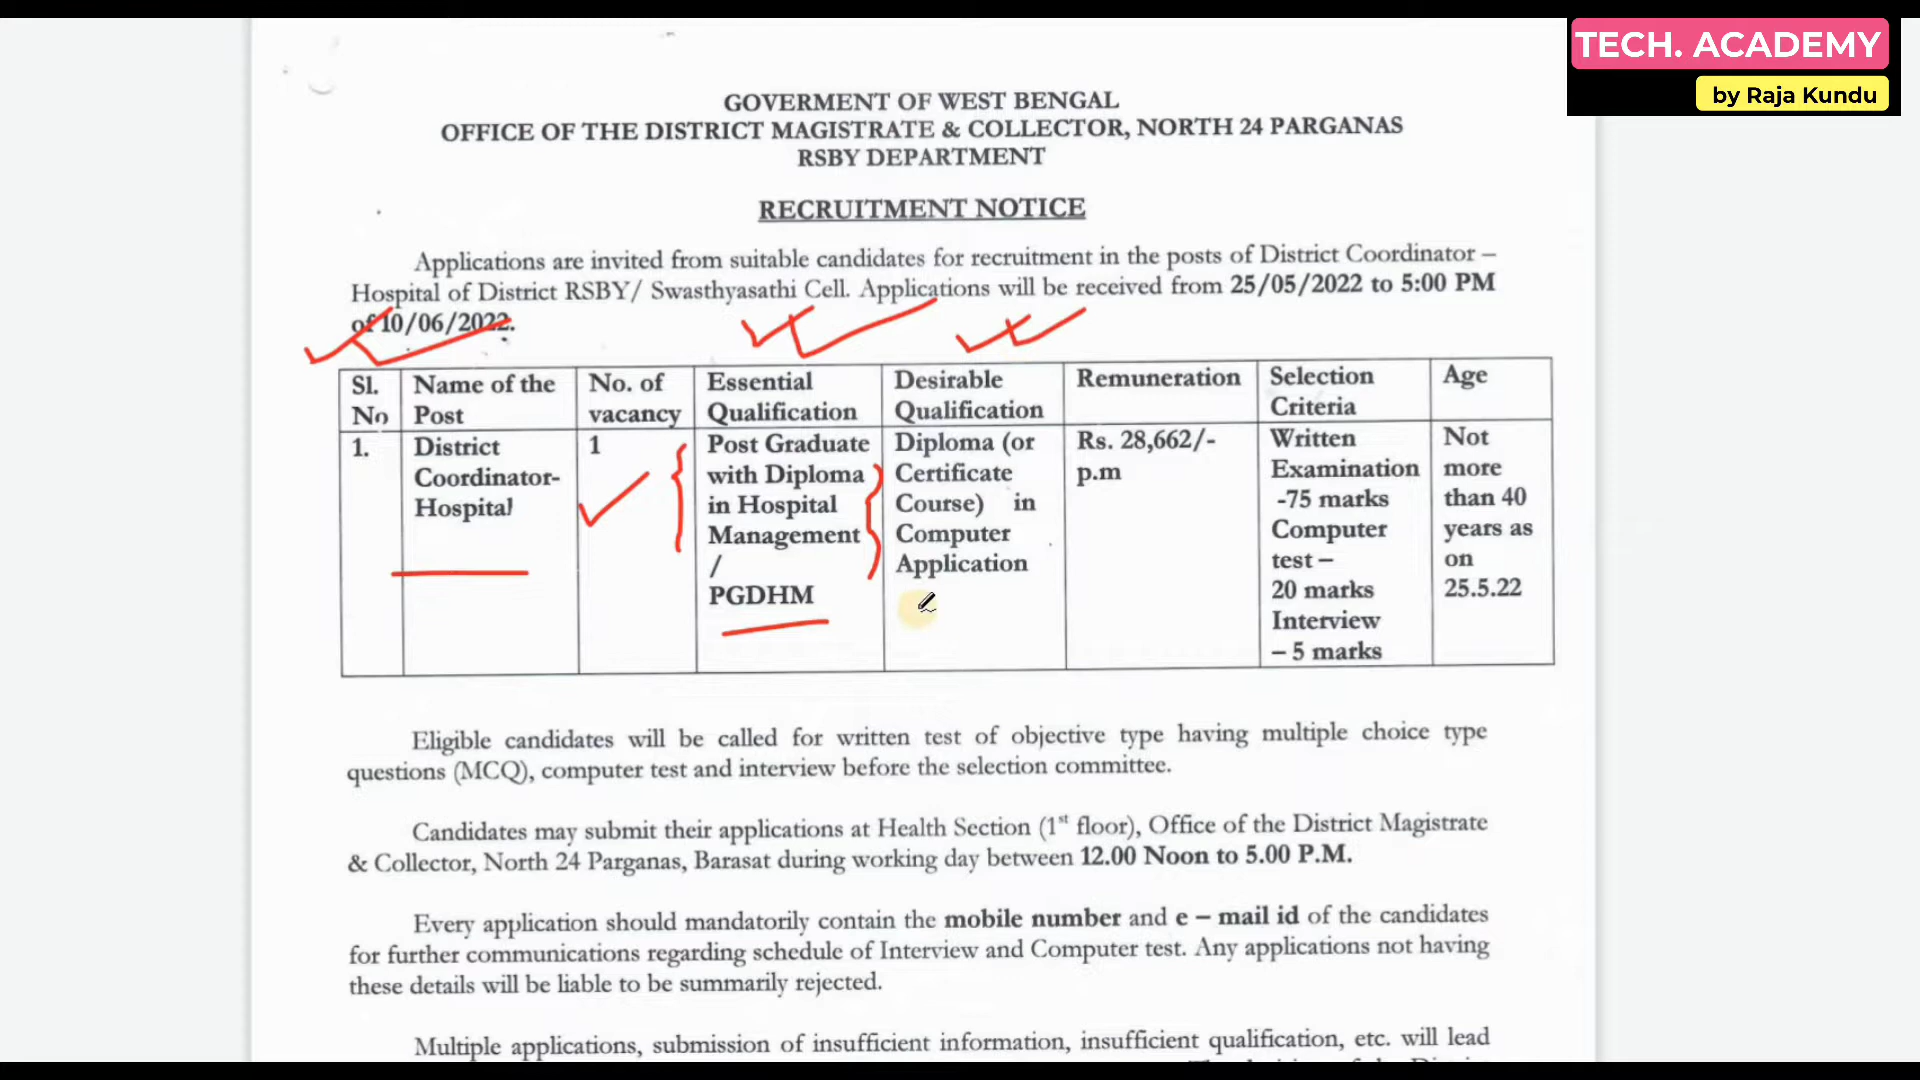 TECH. ACADEMY
by Raja Kundu
GOVERMENT OF WEST BENGAL
OFFICE OF THE DISTRICT MAGISTRATE & COLLECTOR, NORTH 24 PARGANAS
RSBY DEPARTMENT
RECRUITMENT NOTICE
Applications are invited from suitable candidates for recruitment in the posts of District Coordinator –
Hospital of District RSBY/ Swasthyasathi Cell. Applications will be received from 25/05/2022 to 5:00 PM
of 10/06/2022.
Sl. No
Name of the Post
No. of vacancy
Essential Qualification
Desirable Qualification
Remuneration
Selection Criteria
Age
1.
District
Coordinator-
Hospital
1
Post Graduate
with Diploma
in Hospital
Management
/
PGDHM
Diploma (or
Certificate
Course) in
Computer
Application
Rs. 28,662/-
p.m
Written
Examination
-75 marks
Computer
test –
20 marks
Interview
– 5 marks
Not
more
than 40
years as
on
25.5.22
Eligible candidates will be called for written test of objective type having multiple choice type
questions (MCQ), computer test and interview before the selection committee.
Candidates may submit their applications at Health Section (1st floor), Office of the District Magistrate
& Collector, North 24 Parganas, Barasat during working day between 12.00 Noon to 5.00 P.M.
Every application should mandatorily contain the mobile number and e – mail id of the candidates
for further communications regarding schedule of Interview and Computer test. Any applications not having
these details will be liable to be summarily rejected.
Multiple applications, submission of insufficient information, insufficient qualification, etc. will lead